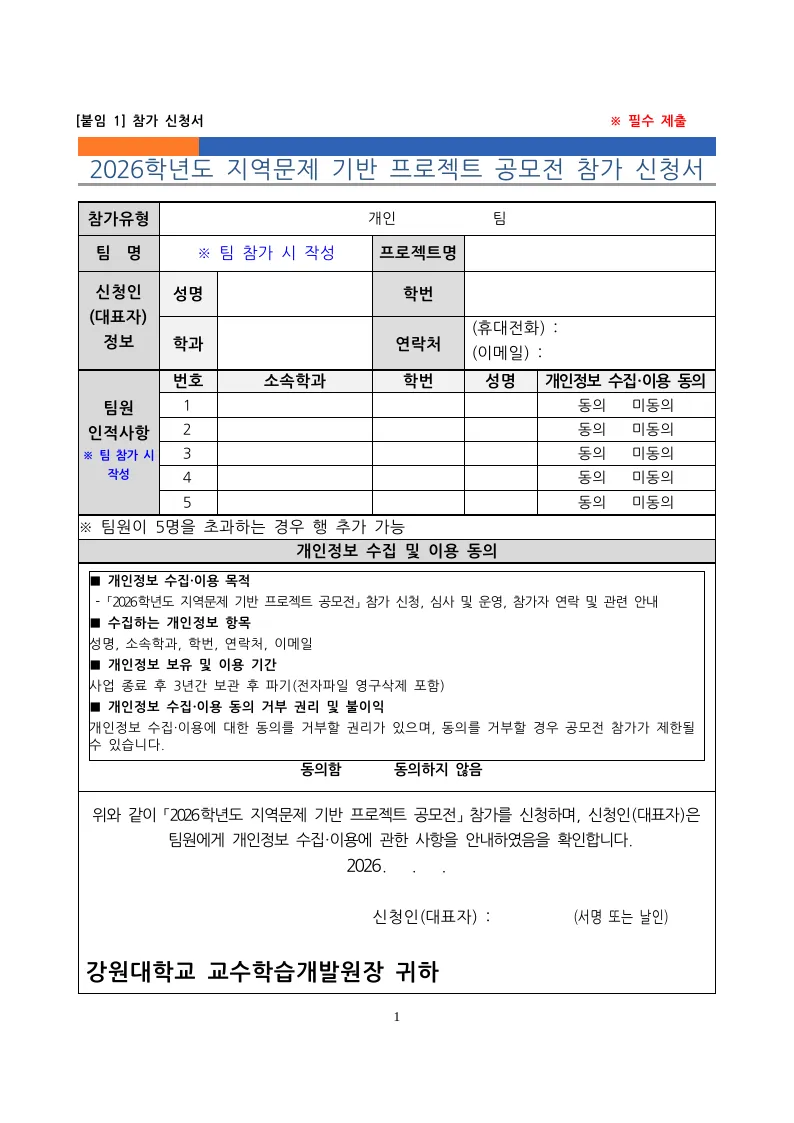 [붙임 1] 참가 신청서 ※ 필수 제출
2026학년도 지역문제 기반 프로젝트 공모전 참가 신청서
참가유형 개인 팀
팀 명 ※ 팀 참가 시 작성 프로젝트명
신청인
(대표자)
정보
성명 학번
학과 연락처
(휴대전화) :
(이메일) :
팀원
인적사항
※ 팀 참가 시
작성
번호 소속학과 학번 성명 개인정보 수집·이용 동의
1 동의 미동의
2 동의 미동의
3 동의 미동의
4 동의 미동의
5 동의 미동의
※ 팀원이 5명을 초과하는 경우 행 추가 가능
개인정보 수집 및 이용 동의
■ 개인정보 수집·이용 목적
- ｢2026학년도 지역문제 기반 프로젝트 공모전｣ 참가 신청, 심사 및 운영, 참가자 연락 및 관련 안내
■ 수집하는 개인정보 항목
성명, 소속학과, 학번, 연락처, 이메일
■ 개인정보 보유 및 이용 기간
사업 종료 후 3년간 보관 후 파기(전자파일 영구삭제 포함)
■ 개인정보 수집·이용 동의 거부 권리 및 불이익
개인정보 수집·이용에 대한 동의를 거부할 권리가 있으며, 동의를 거부할 경우 공모전 참가가 제한될
수 있습니다.
동의함 동의하지 않음
위와 같이 ｢2026학년도 지역문제 기반 프로젝트 공모전｣ 참가를 신청하며, 신청인(대표자)은
팀원에게 개인정보 수집·이용에 관한 사항을 안내하였음을 확인합니다.
2026. . .
신청인(대표자) : (서명 또는 날인)
강원대학교 교수학습개발원장 귀하
1